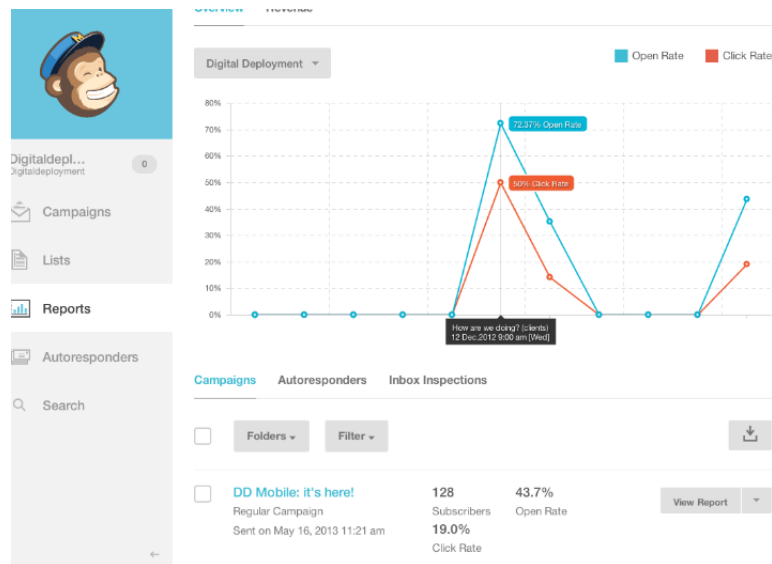 Overview Revenue
Digital Deployment
Open Rate Click Rate
80%
70%
60%
50%
40%
30%
20%
10%
0%
72.37% Open Rate
50% Click Rate
How are we doing? (clients)
12 Dec,2012 9:00 am [Wed]
Digitaldepl...
Digitaldeployment
0
Campaigns
Lists
Reports
Autoresponders
Search
Campaigns Autoresponders Inbox Inspections
Folders Filter
DD Mobile: it's here!
Regular Campaign
Sent on May 16, 2013 11:21 am
128
Subscribers
43.7%
Open Rate
19.0%
Click Rate
View Report